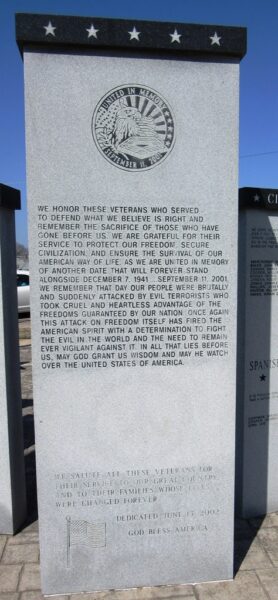 UNITED IN MEMORY
SEPTEMBER 11, 2001
WE HONOR THESE VETERANS WHO SERVED
TO DEFEND WHAT WE BELIEVE IS RIGHT AND
REMEMBER THE SACRIFICE OF THOSE WHO HAVE
GONE BEFORE US. WE ARE GRATEFUL FOR THEIR
SERVICE TO PROTECT OUR FREEDOM, SECURE
CIVILIZATION, AND ENSURE THE SURVIVAL OF OUR
AMERICAN WAY OF LIFE, AS WE ARE UNITED IN MEMORY
OF ANOTHER DATE THAT WILL FOREVER STAND
ALONGSIDE DECEMBER 7, 1941 - SEPTEMBER 11, 2001.
WE REMEMBER THAT DAY OUR PEOPLE WERE BRUTALLY
AND SUDDENLY ATTACKED BY EVIL TERRORISTS WHO
TOOK CRUEL AND HEARTLESS ADVANTAGE OF THE
FREEDOMS GUARANTEED BY OUR NATION. ONCE AGAIN
THIS ATTACK ON FREEDOM ITSELF HAS FIRED THE
AMERICAN SPIRIT WITH A DETERMINATION TO FIGHT
THE EVIL IN THE WORLD AND THE NEED TO REMAIN
EVER VIGILANT AGAINST IT. IN ALL THAT LIES BEFORE
US, MAY GOD GRANT US WISDOM AND MAY HE WATCH
OVER THE UNITED STATES OF AMERICA.
WE SALUTE ALL THESE VETERANS FOR
THEIR SERVICE TO OUR GREAT COUNTRY
AND TO THEIR FAMILIES WHOSE LIVES
WERE CHANGED FOREVER
DEDICATED JUNE 2002
GOD BLESS AMERICA
CI
SPANIS